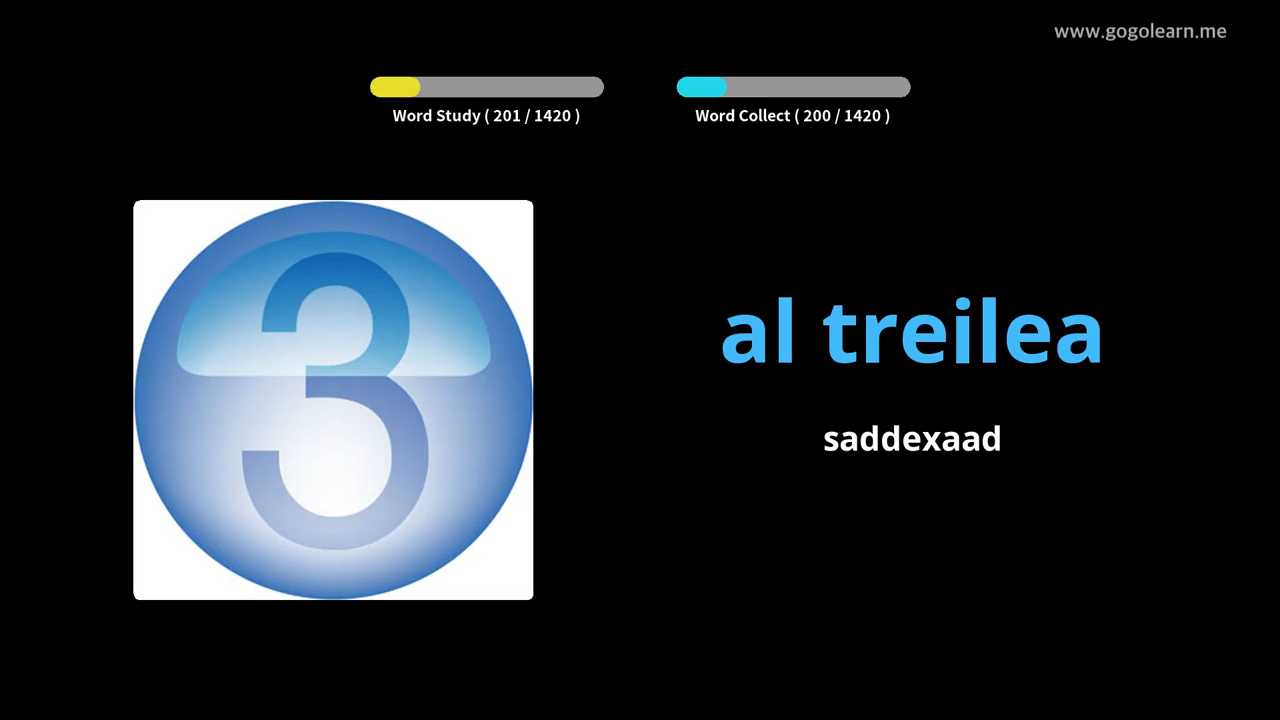 www.gogolearn.me
Word Study ( 201 / 1420 )
Word Collect ( 200 / 1420 )
3
al treilea
saddexaad